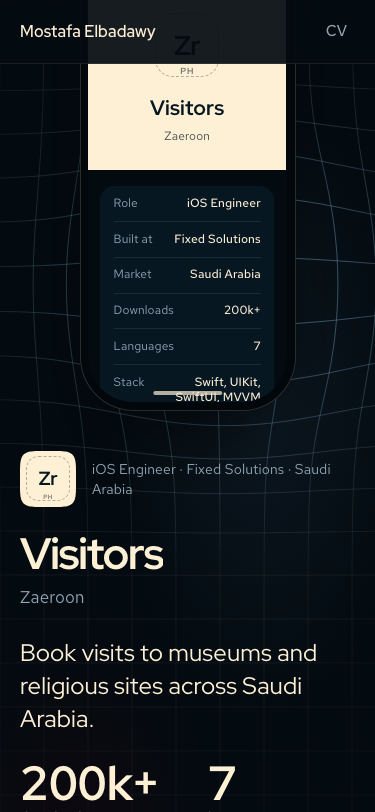 Mostafa Elbadawy
CV
Zr
PH
Visitors
Zaeroon
Role iOS Engineer
Built at Fixed Solutions
Market Saudi Arabia
Downloads 200k+
Languages 7
Stack Swift, UIKit,
SwiftUI, MVVM
Zr
PH
iOS Engineer · Fixed Solutions · Saudi
Arabia
Visitors
Zaeroon
Book visits to museums and
religious sites across Saudi
Arabia.
200k+ 7